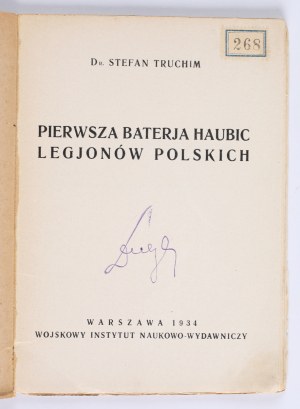 268
Dr. STEFAN TRUCHIM
PIERWSZA BATERJA HAUBIC
LEGJONÓW POLSKICH
WARSZAWA 1934
WOJSKOWY INSTYTUT NAUKOWO-WYDAWNICZY